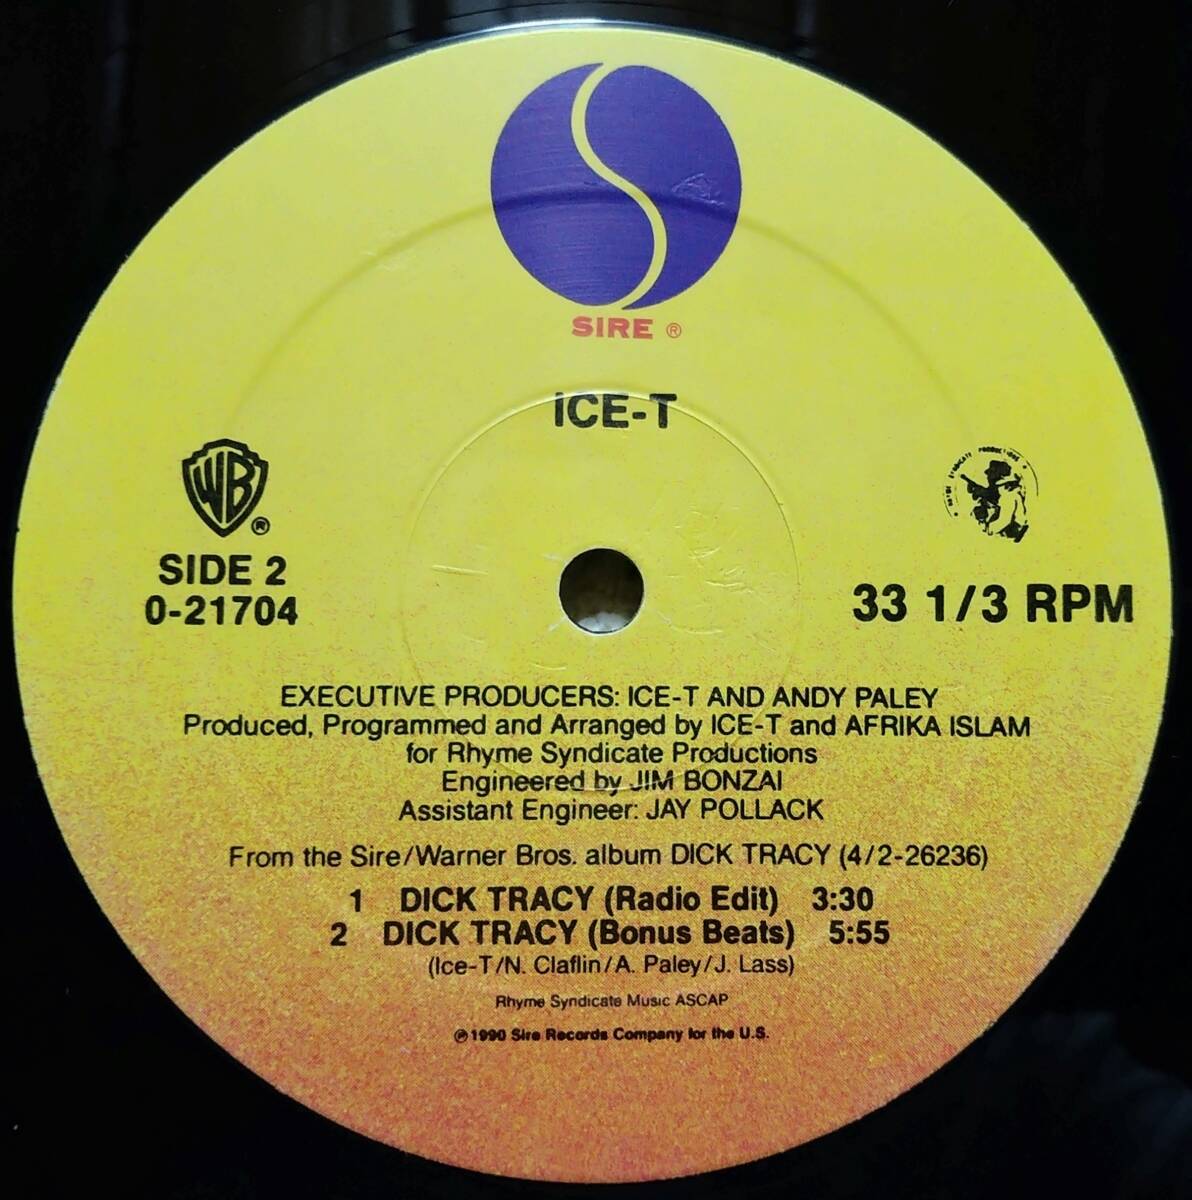 SIRE ®
ICE-T
WB ®
RHYME SYNDICATE PRODUCTIONS
SIDE 2
0-21704
33 1/3 RPM
EXECUTIVE PRODUCERS: ICE-T AND ANDY PALEY
Produced, Programmed and Arranged by ICE-T and AFRIKA ISLAM
for Rhyme Syndicate Productions
Engineered by JIM BONZAI
Assistant Engineer: JAY POLLACK
From the Sire/Warner Bros. album DICK TRACY (4/2-26236)
1 DICK TRACY (Radio Edit) 3:30
2 DICK TRACY (Bonus Beats) 5:55
(Ice-T/N. Claflin/A. Paley/J. Lass)
Rhyme Syndicate Music ASCAP
℗1990 Sire Records Company for the U.S.